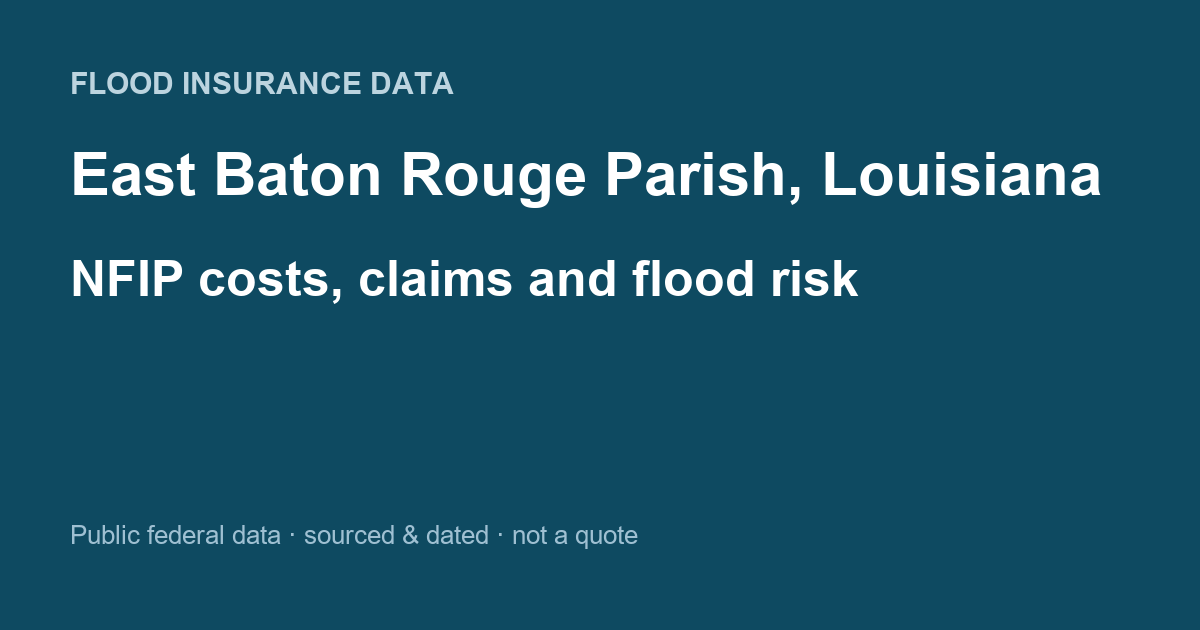 FLOOD INSURANCE DATA
East Baton Rouge Parish, Louisiana
NFIP costs, claims and flood risk
Public federal data · sourced & dated · not a quote